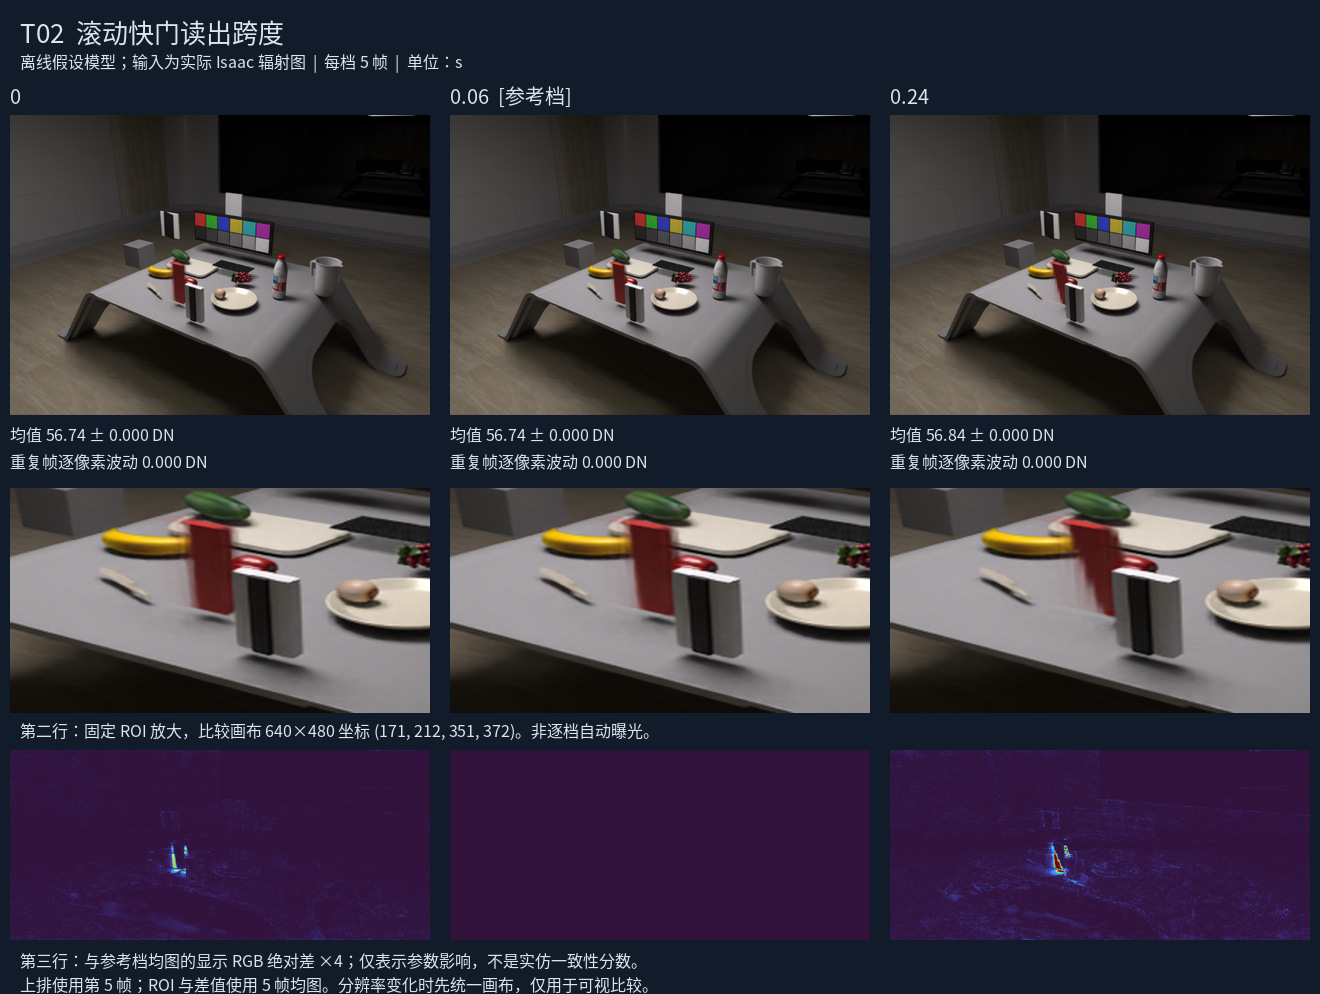 T02 滚动快门读出跨度
离线假设模型；输入为实际 Isaac 辐射图 | 每档 5 帧 | 单位：s
0
0.06 [参考档]
0.24
均值 56.74 ± 0.000 DN
重复帧逐像素波动 0.000 DN
均值 56.74 ± 0.000 DN
重复帧逐像素波动 0.000 DN
均值 56.84 ± 0.000 DN
重复帧逐像素波动 0.000 DN
第二行：固定 ROI 放大，比较画布 640×480 坐标 (171, 212, 351, 372)。非逐档自动曝光。
第三行：与参考档均图的显示 RGB 绝对差 ×4；仅表示参数影响，不是实仿一致性分数。
上排使用第 5 帧；ROI 与差值使用 5 帧均图。分辨率变化时先统一画布，仅用于可视比较。